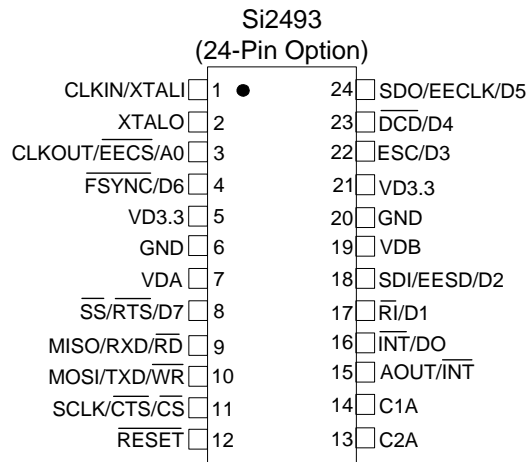 Si2493
(24-Pin Option)
CLKIN/XTALI 1 24 SDO/EECLK/D5
XTALO 2 23 DCD/D4
CLKOUT/EECS/A0 3 22 ESC/D3
FSYNC/D6 4 21 VD3.3
VD3.3 5 20 GND
GND 6 19 VDB
VDA 7 18 SDI/EESD/D2
SS/RTS/D7 8 17 RI/D1
MISO/RXD/RD 9 16 INT/DO
MOSI/TXD/WR 10 15 AOUT/INT
SCLK/CTS/CS 11 14 C1A
RESET 12 13 C2A